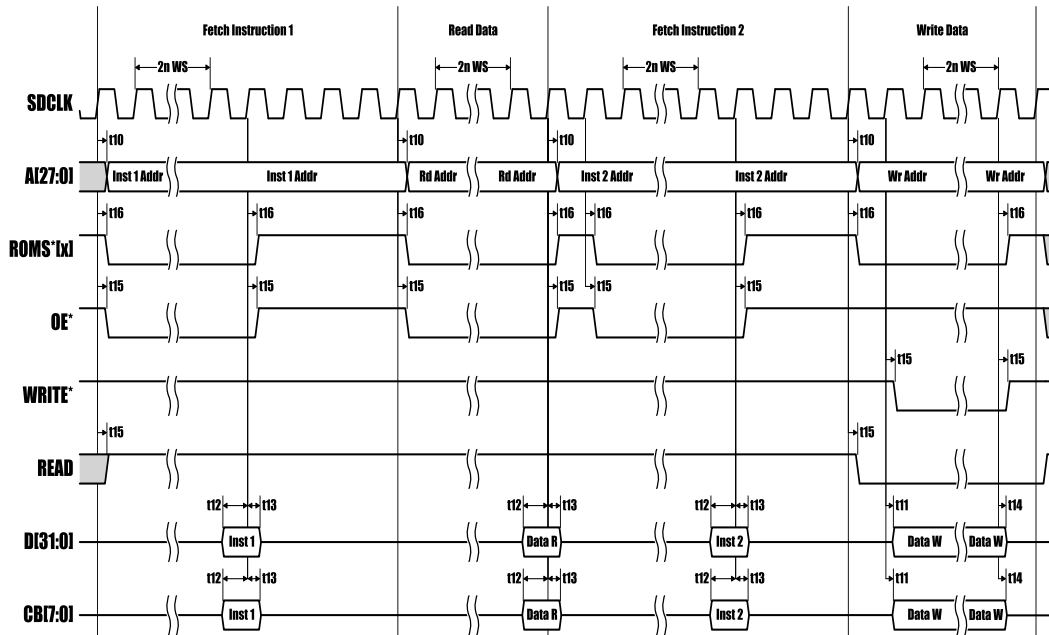 Fetch Instruction 1 Read Data Fetch Instruction 2 Write Data
2n WS 2n WS 2n WS 2n WS
SDCLK
t10 t10 t10 t10
A[27:0] Inst 1 Addr Inst 1 Addr Rd Addr Rd Addr Inst 2 Addr Inst 2 Addr Wr Addr Wr Addr
t16 t16 t16 t16 t16 t16 t16 t16
ROMS*[x]
t15 t15 t15 t15 t15 t15
OE*
t15 t15
WRITE*
t15 t15
READ
t12 t13 t12 t13 t12 t13 t11 t14
D[31:0] Inst 1 Data R Inst 2 Data W Data W
t12 t13 t12 t13 t12 t13 t11 t14
CB[7:0] Inst 1 Data R Inst 2 Data W Data W